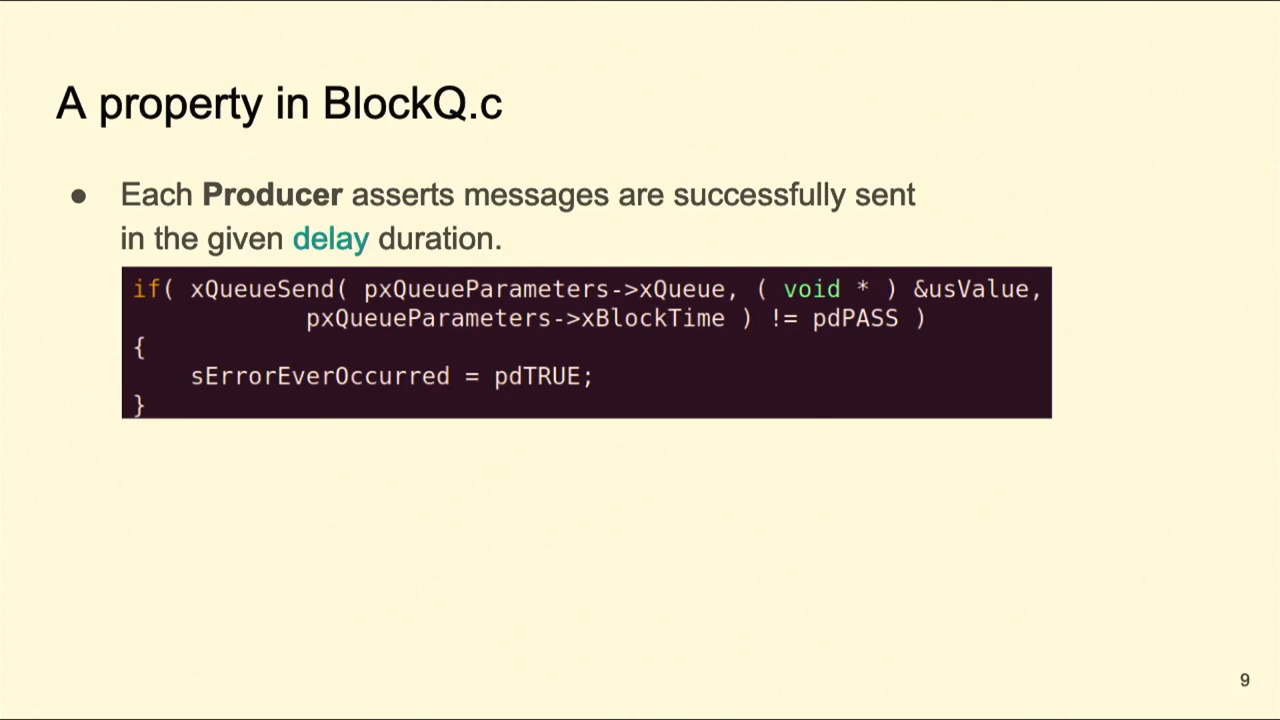 A property in BlockQ.c
● Each Producer asserts messages are successfully sent
in the given delay duration.
if( xQueueSend( pxQueueParameters->xQueue, ( void * ) &usValue,
pxQueueParameters->xBlockTime ) != pdPASS )
{
sErrorEverOccurred = pdTRUE;
}
9